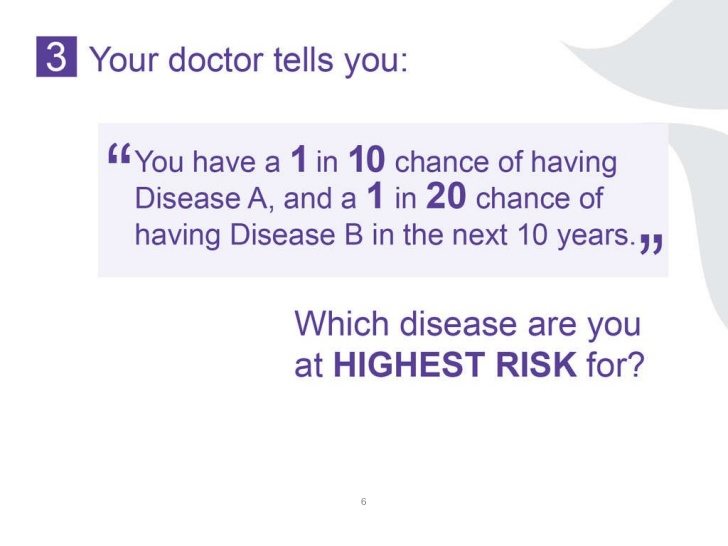 3 Your doctor tells you:
“You have a 1 in 10 chance of having
Disease A, and a 1 in 20 chance of
having Disease B in the next 10 years.”
Which disease are you
at HIGHEST RISK for?
6